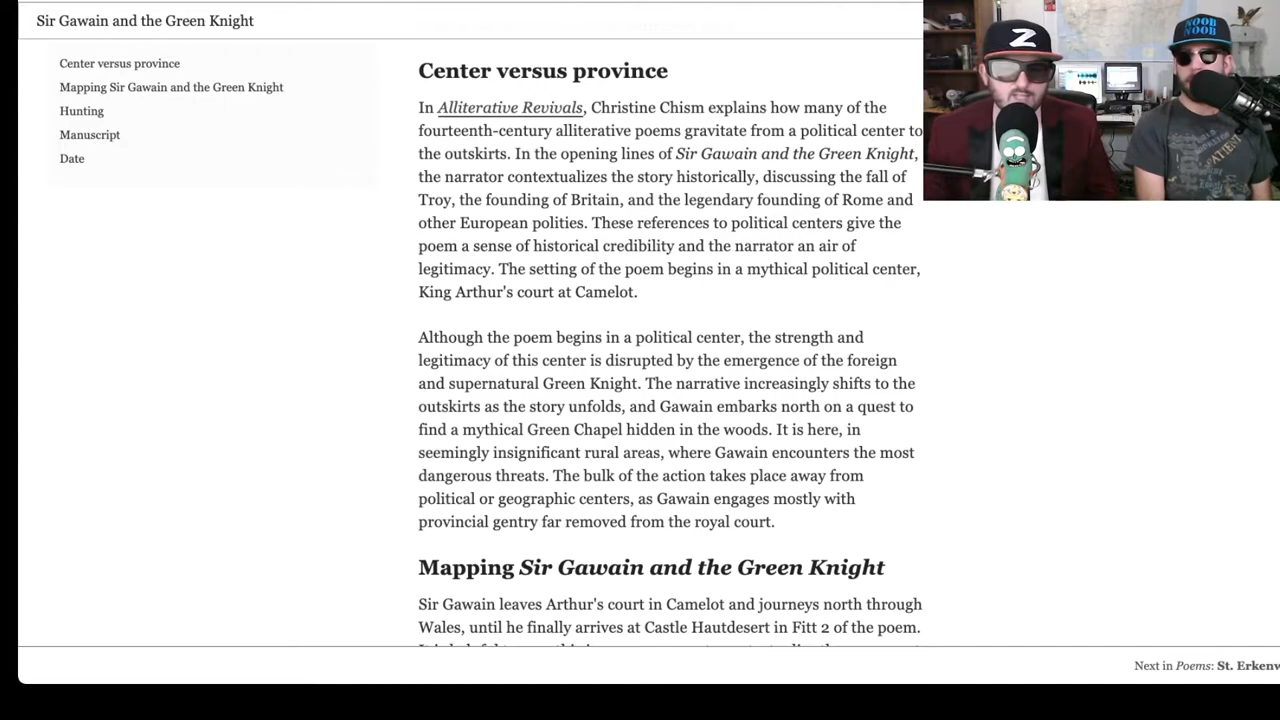 Sir Gawain and the Green Knight
Center versus province
Mapping Sir Gawain and the Green Knight
Hunting
Manuscript
Date
Center versus province
In Alliterative Revivals, Christine Chism explains how many of the
fourteenth-century alliterative poems gravitate from a political center to
the outskirts. In the opening lines of Sir Gawain and the Green Knight,
the narrator contextualizes the story historically, discussing the fall of
Troy, the founding of Britain, and the legendary founding of Rome and
other European polities. These references to political centers give the
poem a sense of historical credibility and the narrator an air of
legitimacy. The setting of the poem begins in a mythical political center,
King Arthur's court at Camelot.
Although the poem begins in a political center, the strength and
legitimacy of this center is disrupted by the emergence of the foreign
and supernatural Green Knight. The narrative increasingly shifts to the
outskirts as the story unfolds, and Gawain embarks north on a quest to
find a mythical Green Chapel hidden in the woods. It is here, in
seemingly insignificant rural areas, where Gawain encounters the most
dangerous threats. The bulk of the action takes place away from
political or geographic centers, as Gawain engages mostly with
provincial gentry far removed from the royal court.
Mapping Sir Gawain and the Green Knight
Sir Gawain leaves Arthur's court in Camelot and journeys north through
Wales, until he finally arrives at Castle Hautdesert in Fitt 2 of the poem.
Next in Poems: St. Erkenw
Z
NOOB
NOOB